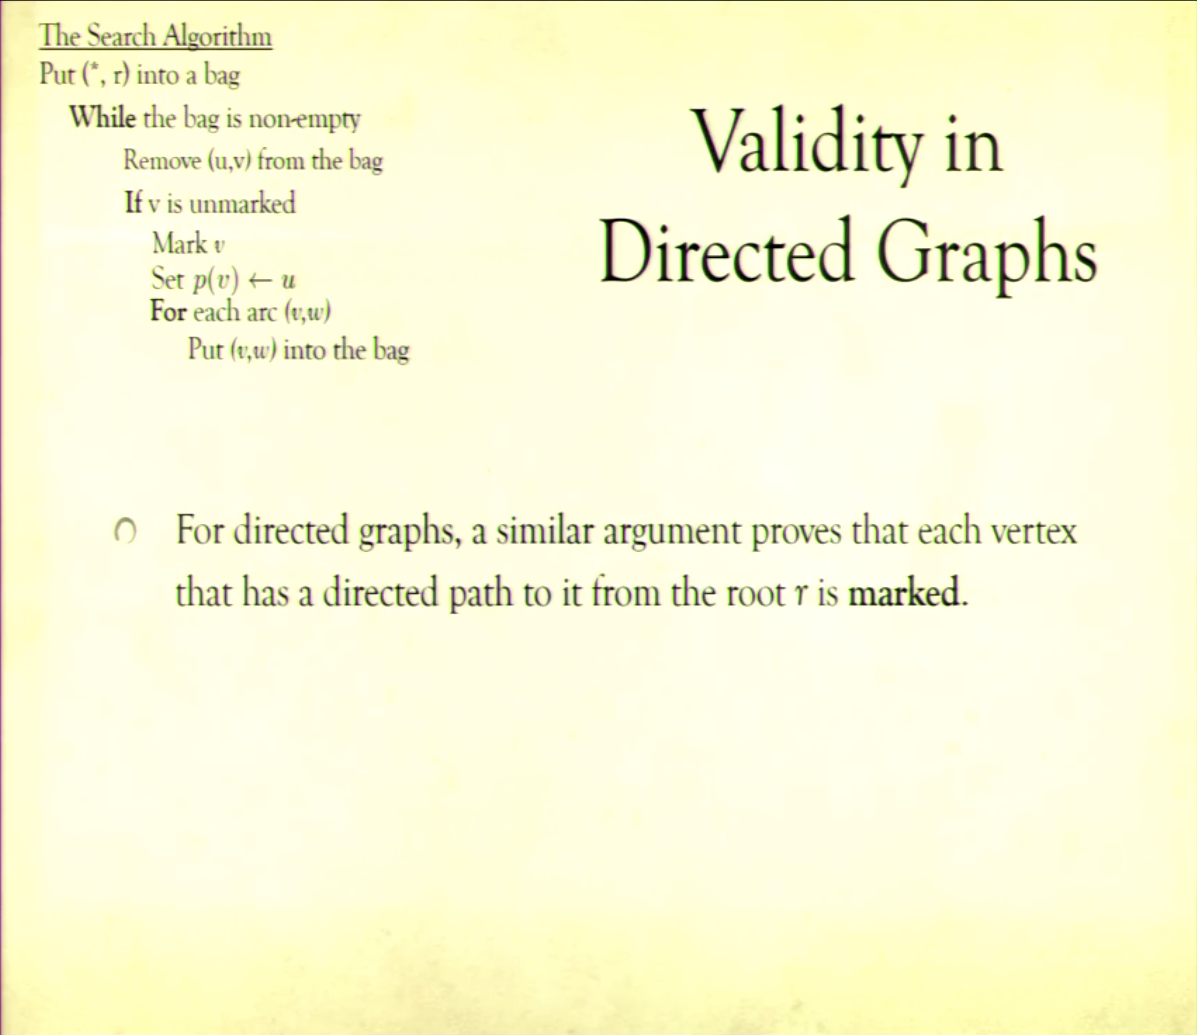 The Search Algorithm
Put (*, r) into a bag
While the bag is non-empty
Remove (u,v) from the bag
If v is unmarked
Mark v
Set p(v) ← u
For each arc (v,w)
Put (v,w) into the bag
Validity in
Directed Graphs
For directed graphs, a similar argument proves that each vertex
that has a directed path to it from the root r is marked.